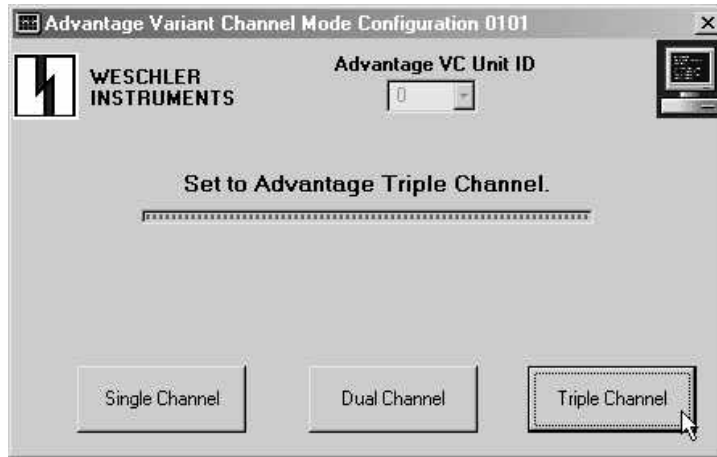 Advantage Variant Channel Mode Configuration 0101
WESCHLER
INSTRUMENTS
Advantage VC Unit ID
0
Set to Advantage Triple Channel.
Single Channel
Dual Channel
Triple Channel